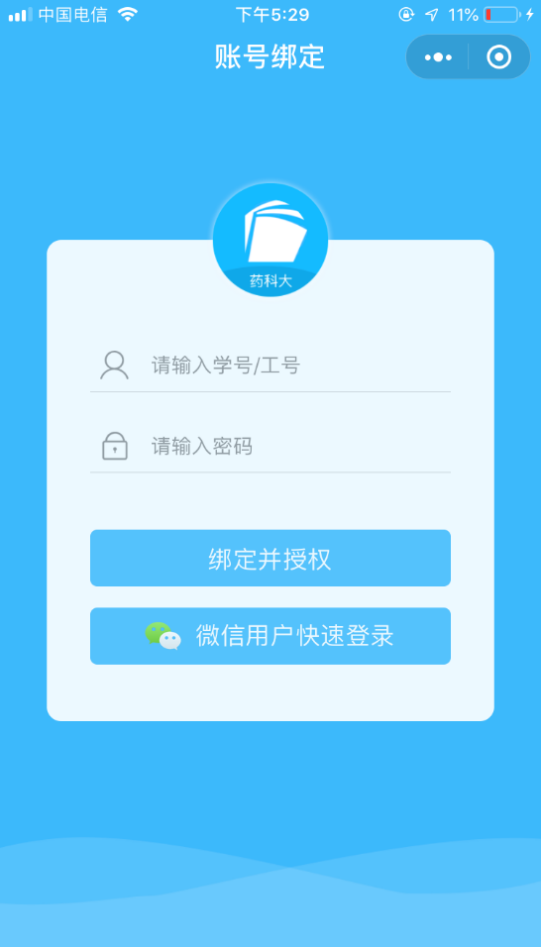 中国电信
下午5:29
11%
账号绑定
药科大
请输入学号/工号
请输入密码
绑定并授权
微信用户快速登录